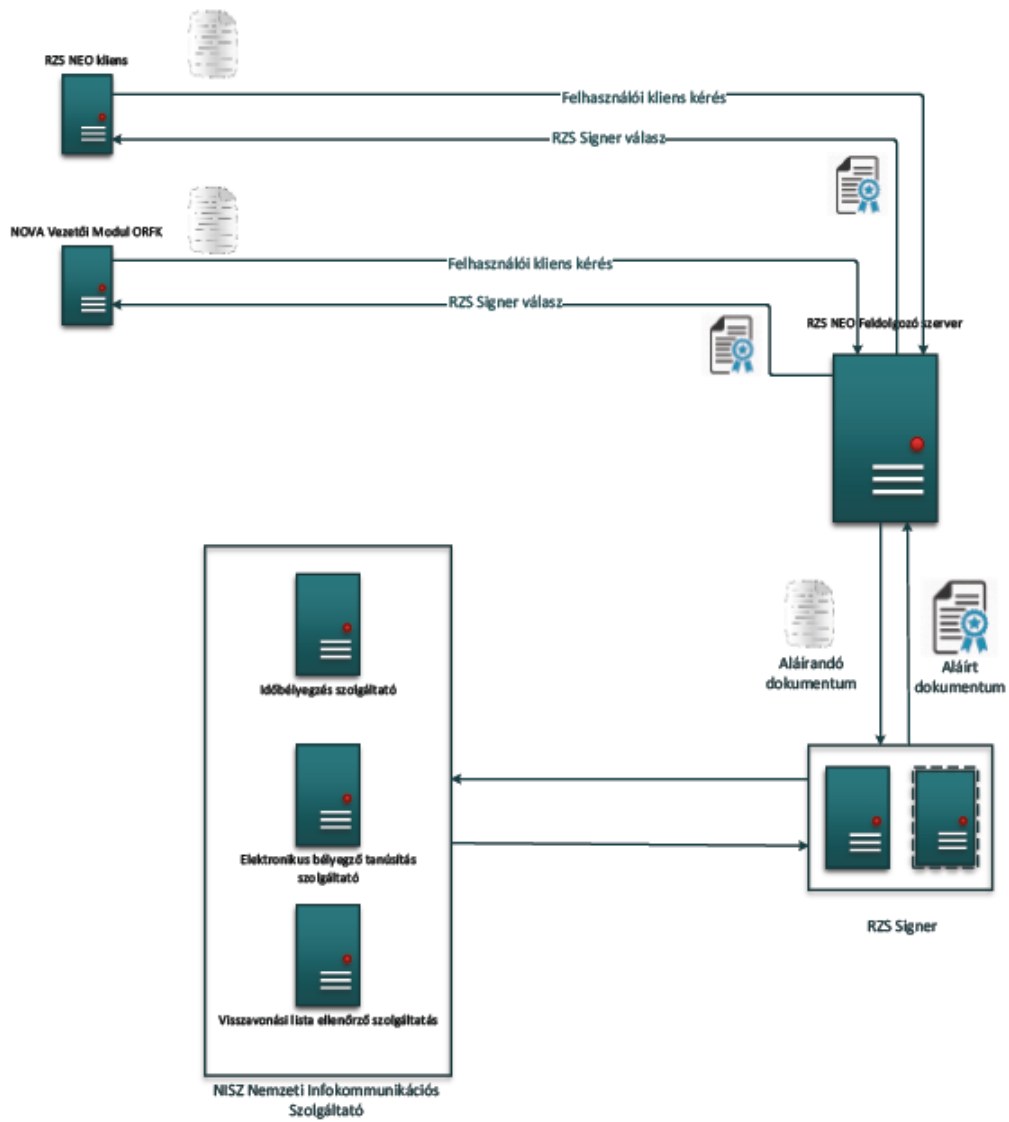 RZS NEO kliens
Felhasználói kliens kérés
RZS Signer válasz
NOVA Vezetői Modul ORFK
Felhasználói kliens kérés
RZS Signer válasz
RZS NEO Feldolgozó szerver
Aláirandó
dokumentum
Aláírt
dokumentum
Időbélyegzés szolgáltató
Elektronikus bélyegző tanúsítás
szolgáltató
Visszavonási lista ellenőrző szolgáltatás
RZS Signer
NISZ Nemzeti Infokommunikációs
Szolgáltató